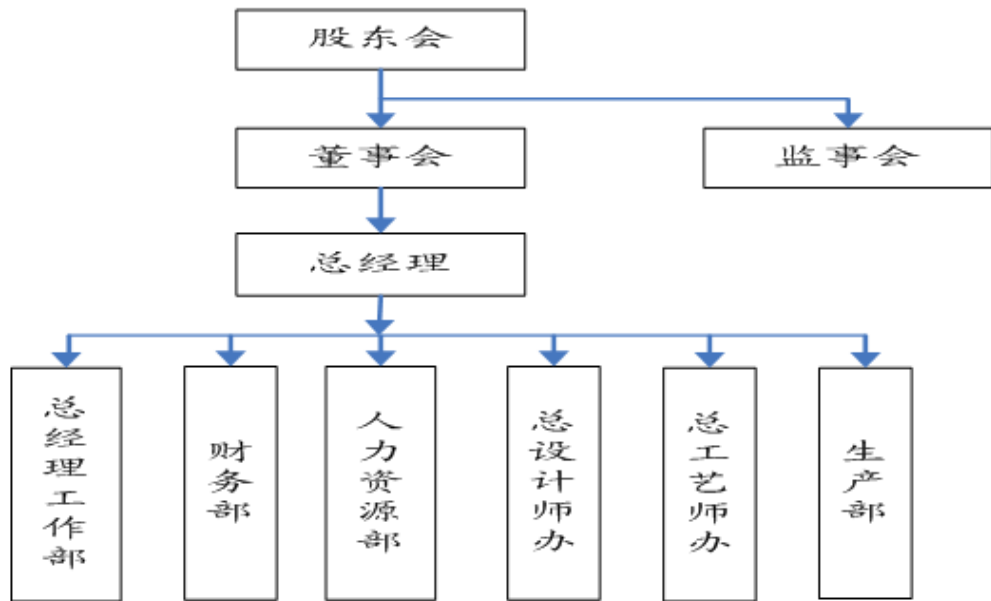 股东会
董事会
监事会
总经理
总经理工作部
财务部
人力资源部
总设计师办
总工艺师办
生产部